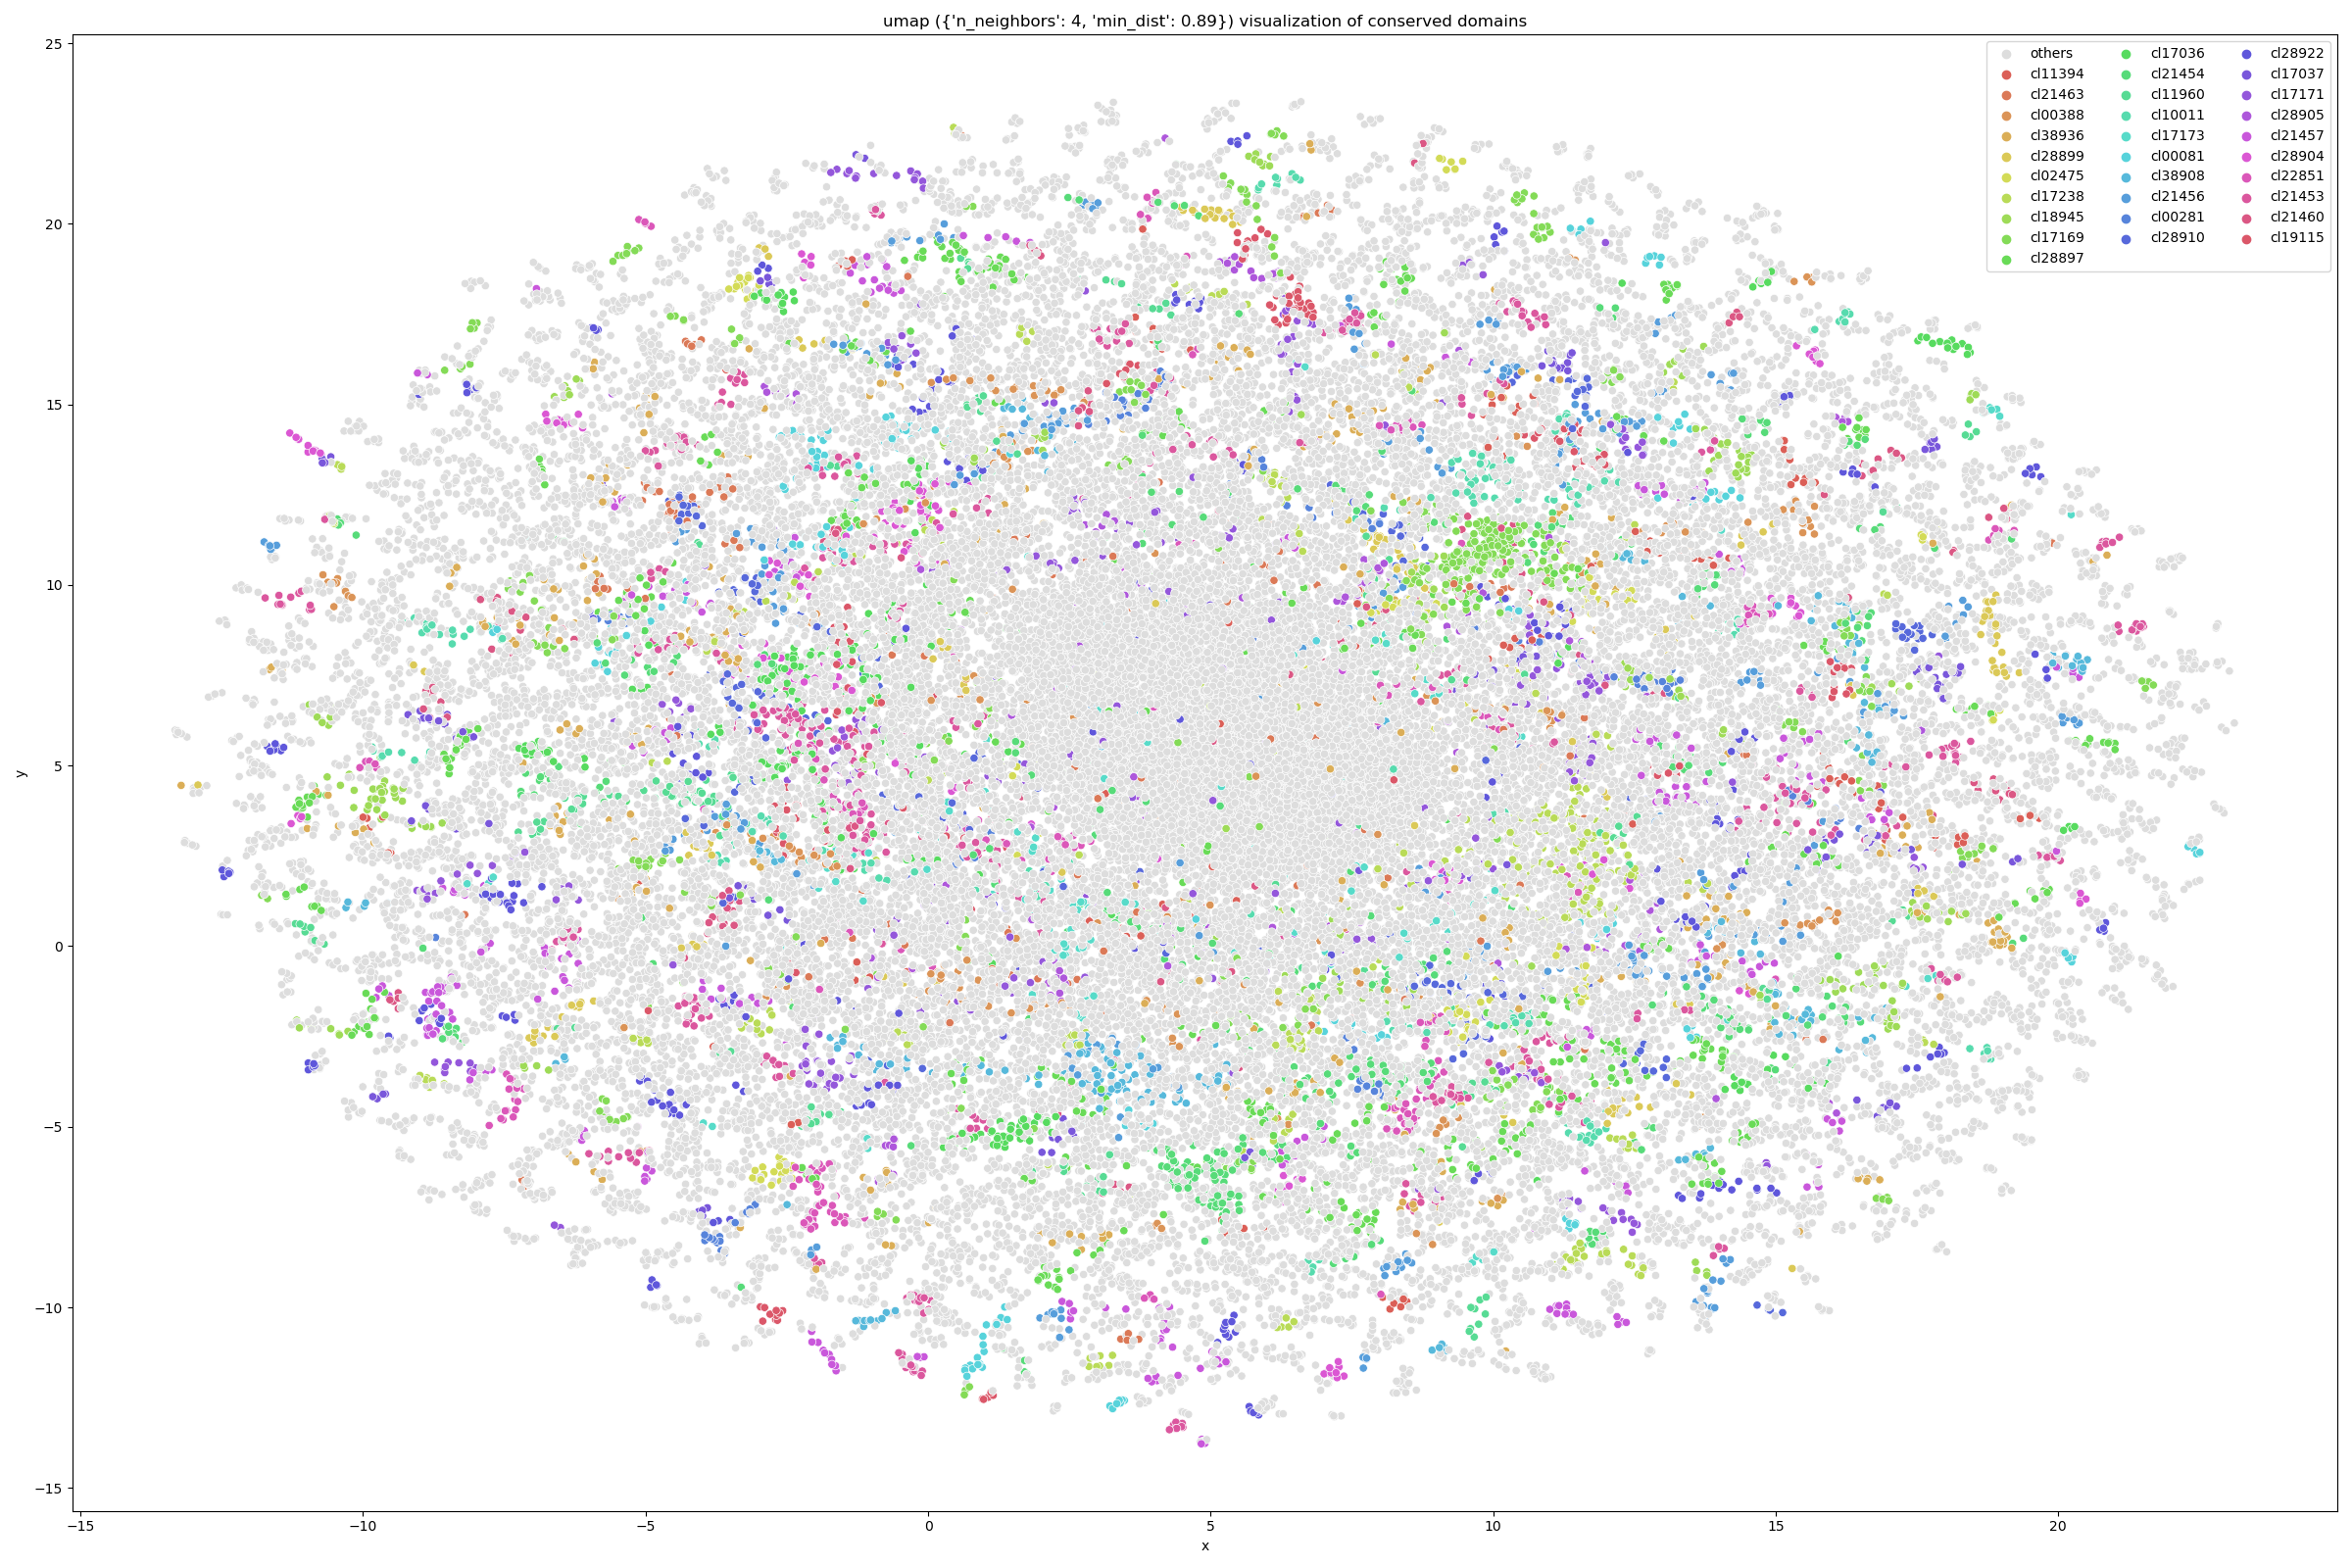 umap ({'n_neighbors': 4, 'min_dist': 0.89}) visualization of conserved domains
others
cl11394
cl21463
cl00388
cl38936
cl28899
cl02475
cl17238
cl18945
cl17169
cl28897
cl17036
cl21454
cl11960
cl10011
cl17173
cl00081
cl38908
cl21456
cl00281
cl28910
cl28922
cl17037
cl17171
cl28905
cl21457
cl28904
cl22851
cl21453
cl21460
cl19115
25
20
15
10
5
0
−5
−10
−15
y
−15
−10
−5
0
5
10
15
20
x